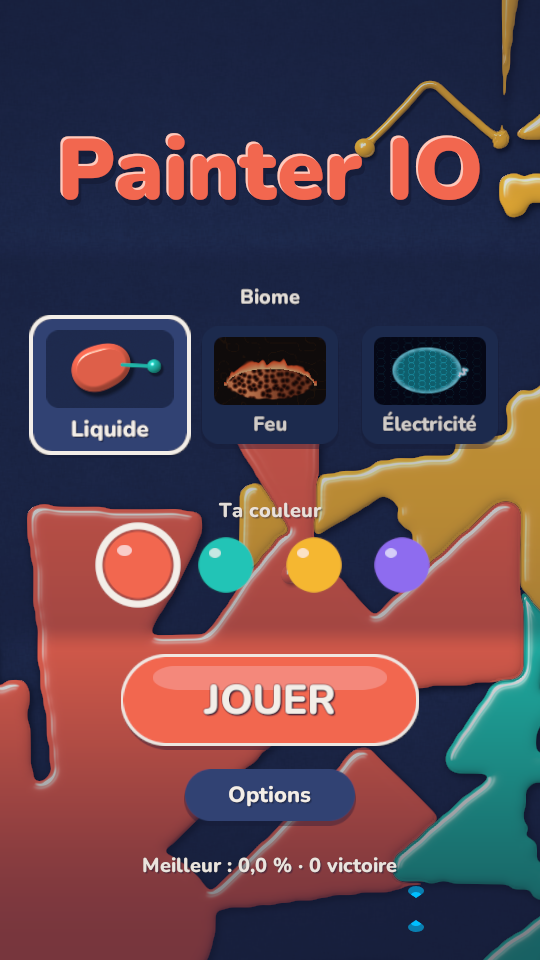 Painter IO
Biome
Liquide
Feu
Électricité
Ta couleur
JOUER
Options
Meilleur : 0,0 % · 0 victoire